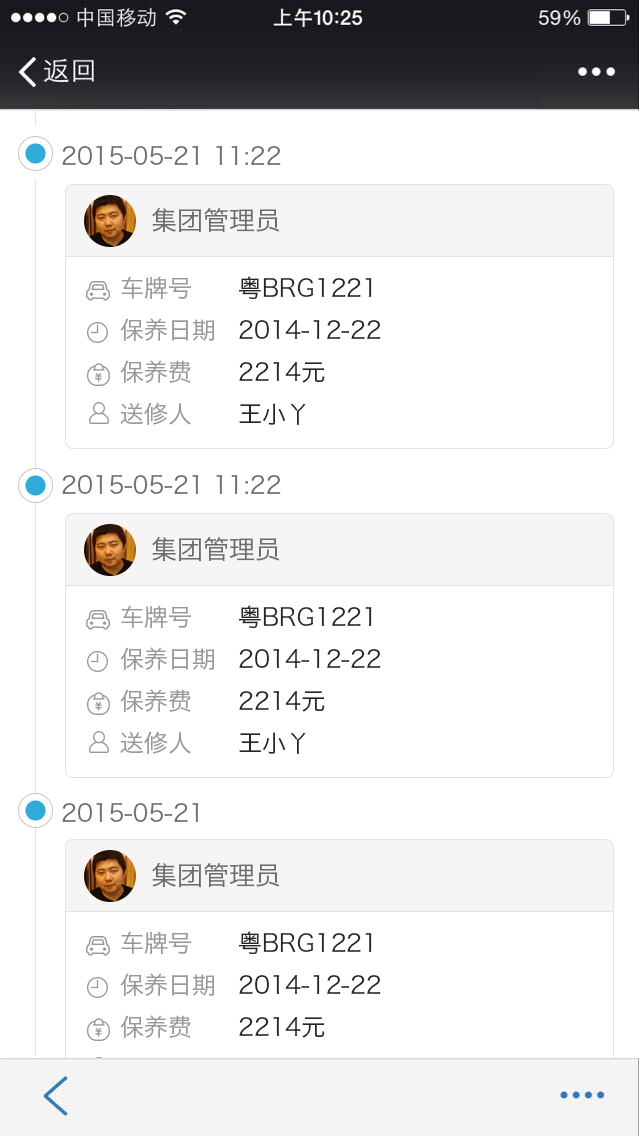 中国移动 上午10:25 59%
返回
2015-05-21 11:22
集团管理员
车牌号 粤BRG1221
保养日期 2014-12-22
保养费 2214元
送修人 王小丫
2015-05-21 11:22
集团管理员
车牌号 粤BRG1221
保养日期 2014-12-22
保养费 2214元
送修人 王小丫
2015-05-21
集团管理员
车牌号 粤BRG1221
保养日期 2014-12-22
保养费 2214元